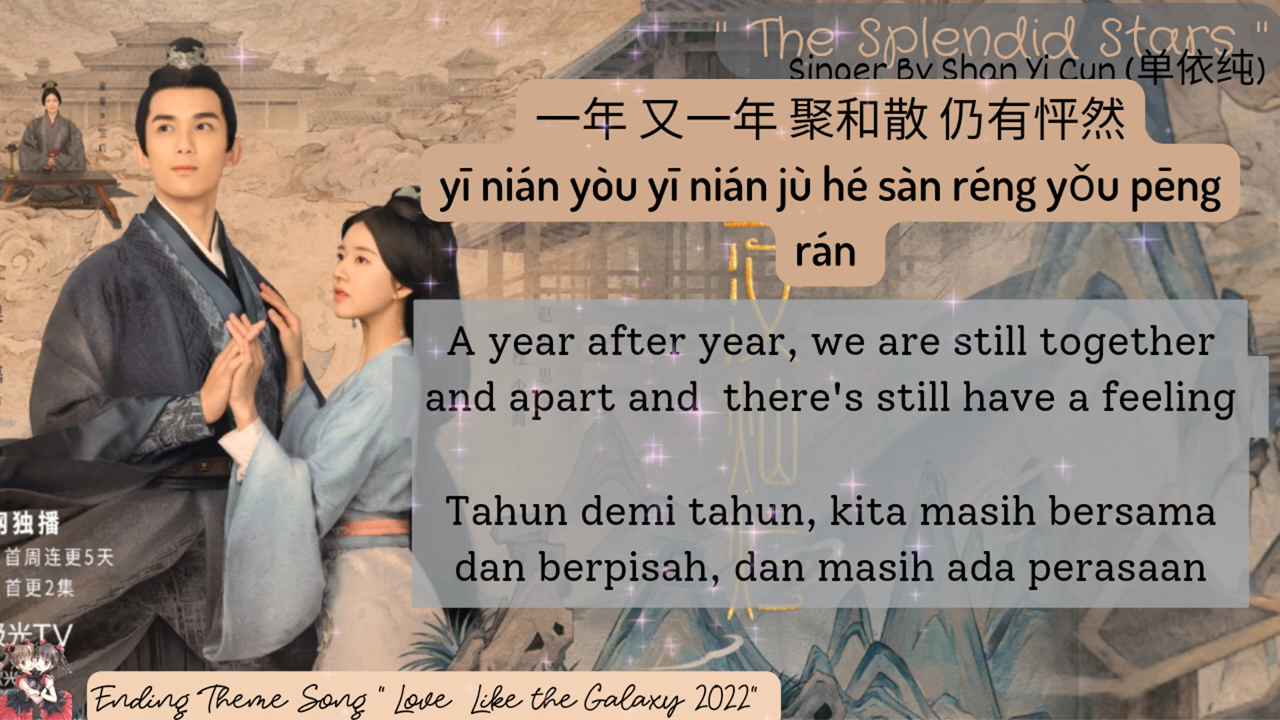 " The Splendid Stars "
Singer By Shan Yi Cun (单依纯)
一年 又一年 聚和散 仍有怦然
yī nián yòu yī nián jù hé sàn réng yǒu pēng
rán
A year after year, we are still together
and apart and there's still have a feeling
Tahun demi tahun, kita masih bersama
dan berpisah, dan masih ada perasaan
网独播
首周连更5天
首更2集
极光TV
Ending Theme Song " Love Like the Galaxy 2022"